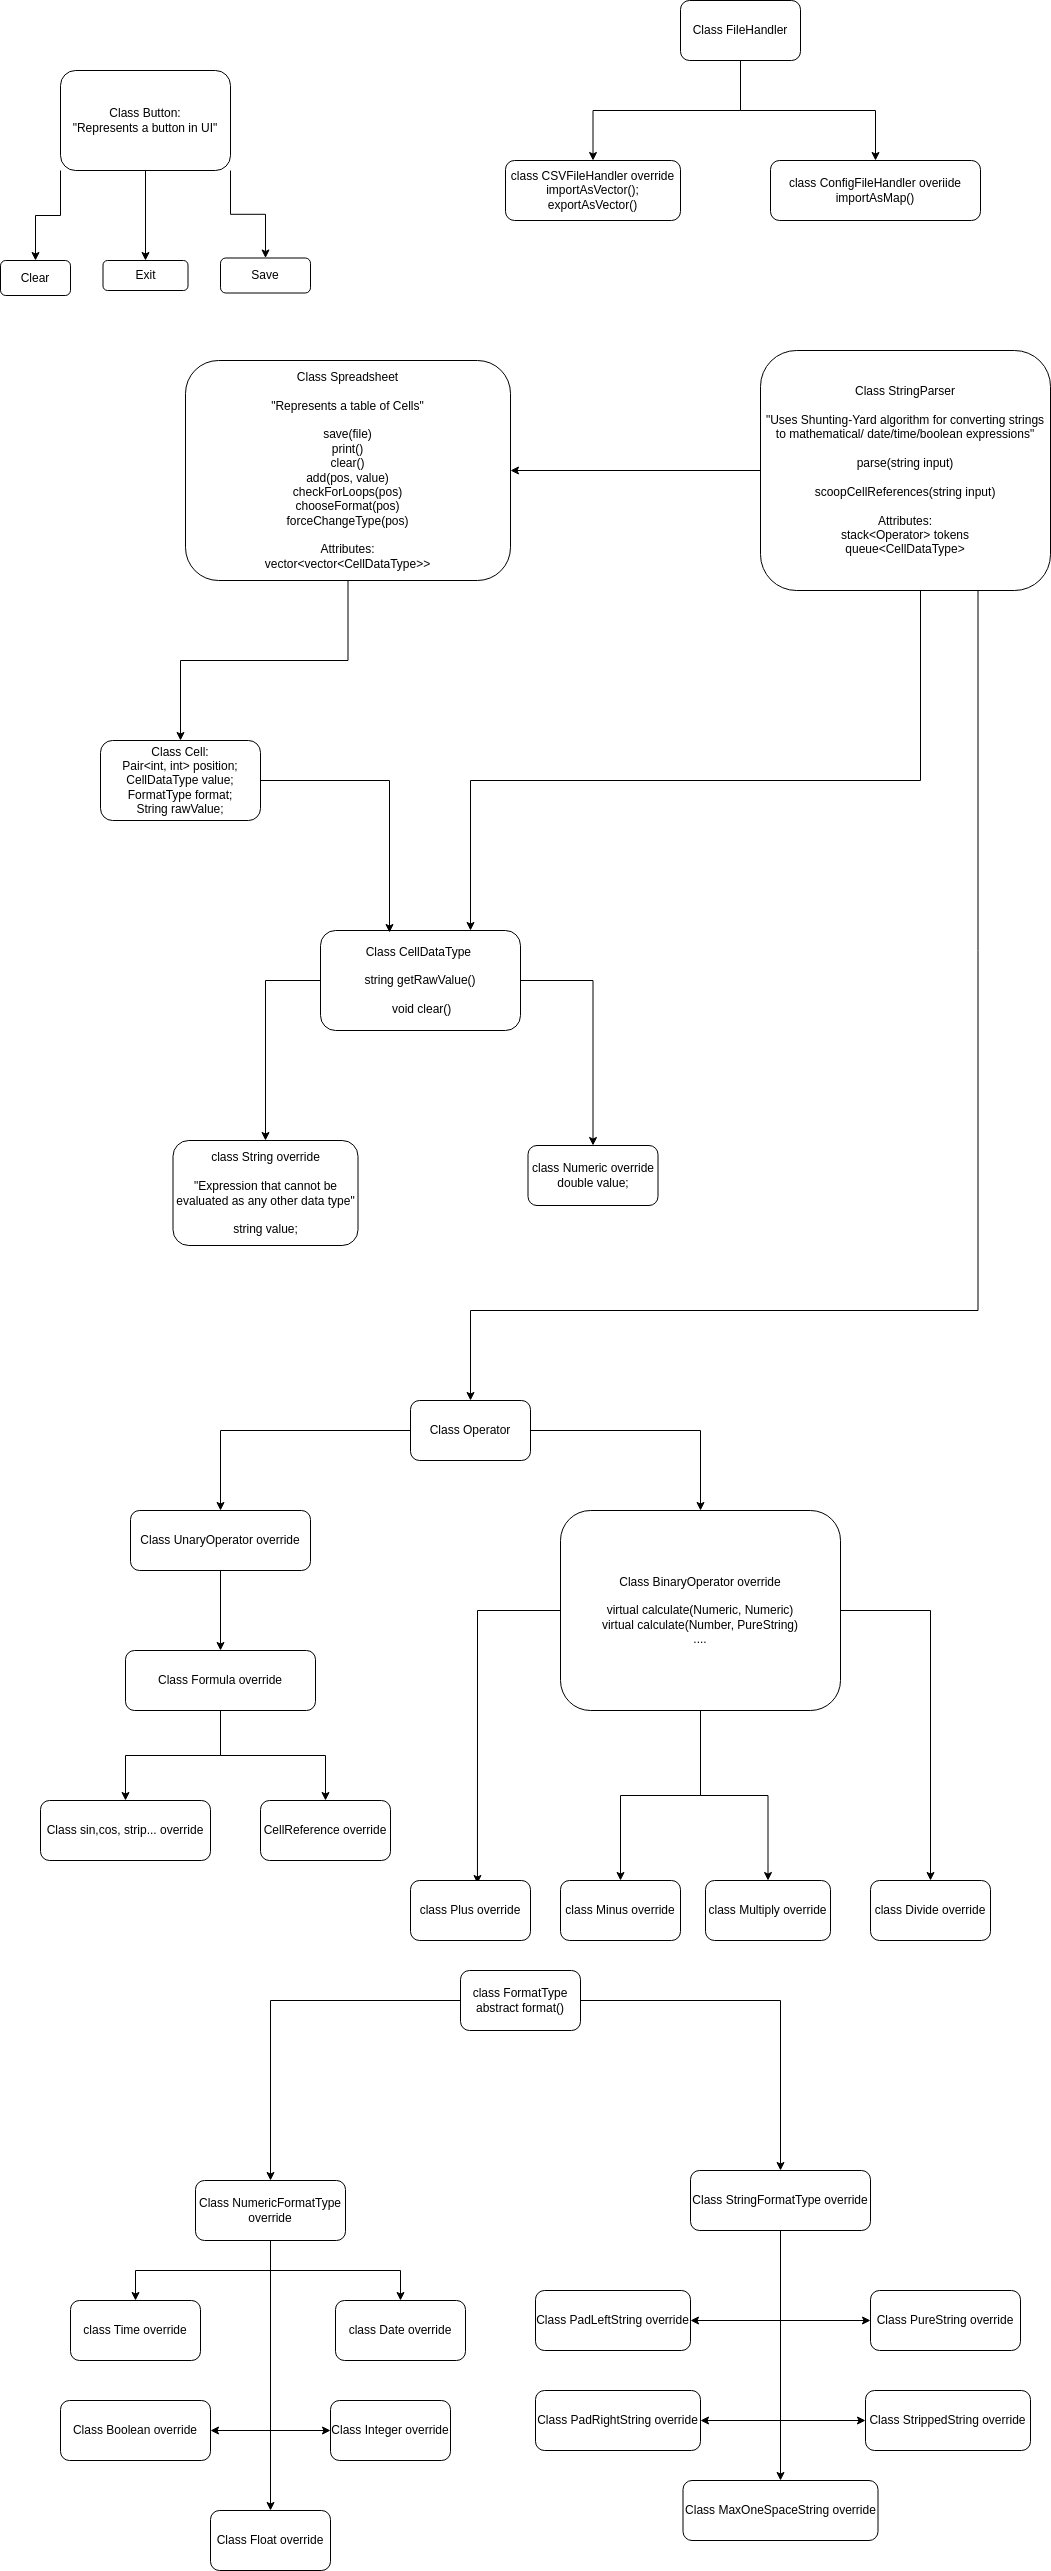 Class FileHandler
Class Button:
"Represents a button in UI"
class CSVFileHandler override
importAsVector();
exportAsVector()
class ConfigFileHandler overiide
importAsMap()
Clear
Exit
Save
Class Spreadsheet
"Represents a table of Cells"
save(file)
print()
clear()
add(pos, value)
checkForLoops(pos)
chooseFormat(pos)
forceChangeType(pos)
Attributes:
vector<vector<CellDataType>>
Class StringParser
"Uses Shunting-Yard algorithm for converting strings
to mathematical/ date/time/boolean expressions"
parse(string input)
scoopCellReferences(string input)
Attributes:
stack<Operator> tokens
queue<CellDataType>
Class Cell:
Pair<int, int> position;
CellDataType value;
FormatType format;
String rawValue;
Class CellDataType
string getRawValue()
void clear()
class String override
"Expression that cannot be
evaluated as any other data type"
string value;
class Numeric override
double value;
Class Operator
Class UnaryOperator override
Class BinaryOperator override
virtual calculate(Numeric, Numeric)
virtual calculate(Number, PureString)
....
Class Formula override
Class sin,cos, strip... override
CellReference override
class Plus override
class Minus override
class Multiply override
class Divide override
class FormatType
abstract format()
Class NumericFormatType
override
Class StringFormatType override
class Time override
class Date override
Class PadLeftString override
Class PureString override
Class Boolean override
Class Integer override
Class PadRightString override
Class StrippedString override
Class MaxOneSpaceString override
Class Float override